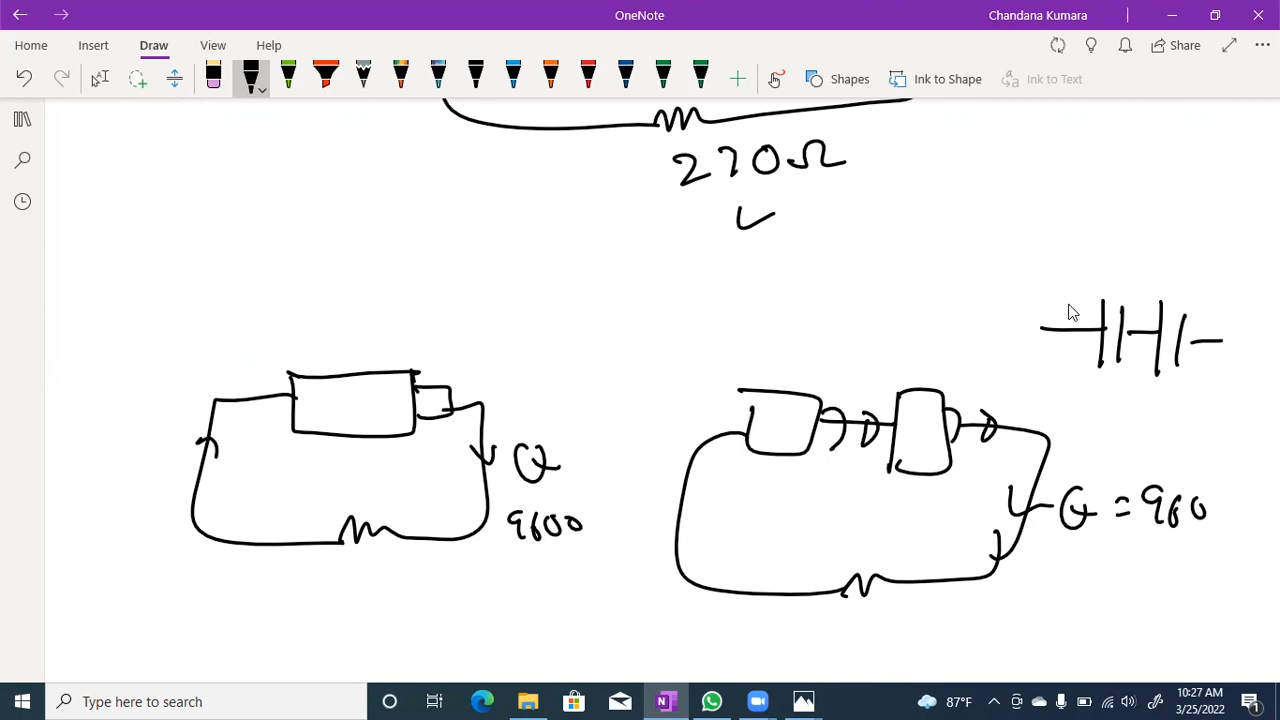 OneNote
Chandana Kumara
Home Insert Draw View Help
Share
Shapes
Ink to Shape
Ink to Text
270Ω
Q
9600
Q = 960
Type here to search
87°F
10:27 AM
3/25/2022
1